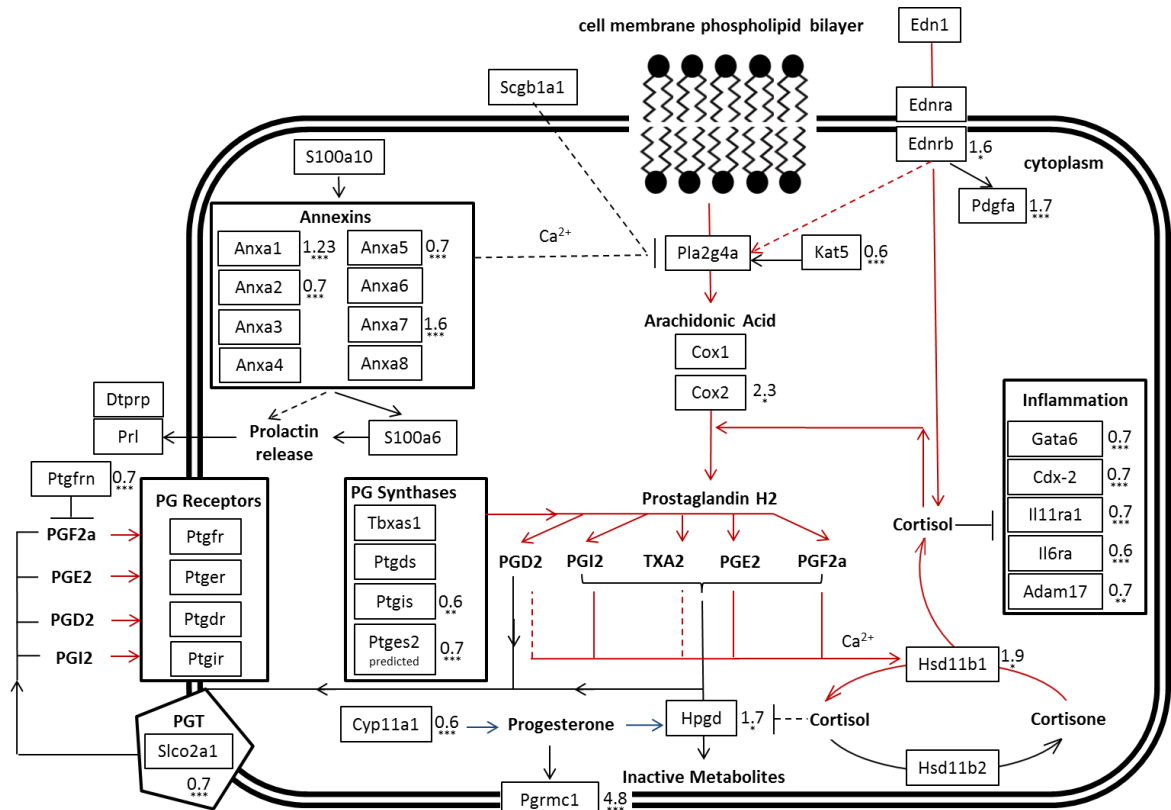 cell membrane phospholipid bilayer
Edn1
Scgb1a1
Ednra
Ednrb
1.6
*
cytoplasm
S100a10
Pdgfa
1.7
***
Annexins
Anxa1
1.23
***
Anxa5
0.7
***
Anxa2
0.7
***
Anxa6
Anxa3
Anxa7
1.6
***
Anxa4
Anxa8
Ca2+
Pla2g4a
Kat5
0.6
***
Arachidonic Acid
Cox1
Cox2
2.3
*
Dtprp
Prl
Prolactin
release
S100a6
Inflammation
Gata6
0.7
***
Cdx-2
0.7
***
Il11ra1
0.7
***
Il6ra
0.6
***
Adam17
0.7
**
Ptgfrn
0.7
***
PG Receptors
PGF2a
Ptgfr
PGE2
Ptger
PGD2
Ptgdr
PGI2
Ptgir
PG Synthases
Tbxas1
Ptgds
Ptgis
0.6
**
Ptges2
predicted
0.7
***
Prostaglandin H2
PGD2
PGI2
TXA2
PGE2
PGF2a
Cortisol
Ca2+
Hsd11b1
1.9
*
PGT
Slco2a1
0.7
***
Cyp11a1
0.6
***
Progesterone
Hpgd
1.7
*
Cortisol
Cortisone
Hsd11b2
Inactive Metabolites
Pgrmc1
4.8
***